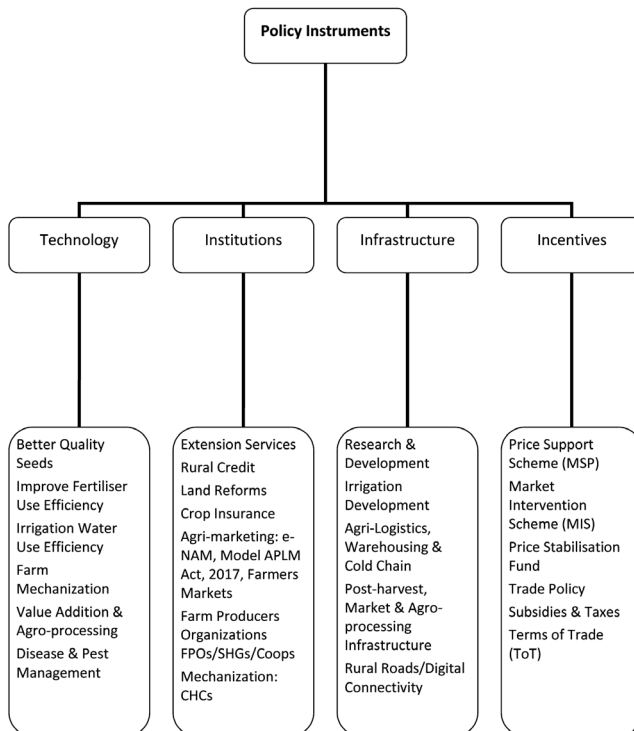 Policy Instruments
Technology
Institutions
Infrastructure
Incentives
Better Quality
Seeds
Improve Fertiliser
Use Efficiency
Irrigation Water
Use Efficiency
Farm
Mechanization
Value Addition &
Agro-processing
Disease & Pest
Management
Extension Services
Rural Credit
Land Reforms
Crop Insurance
Agri-marketing: e-
NAM, Model APLM
Act, 2017, Farmers
Markets
Farm Producers
Organizations
FPOs/SHGs/Coops
Mechanization:
CHCs
Research &
Development
Irrigation
Development
Agri-Logistics,
Warehousing &
Cold Chain
Post-harvest,
Market & Agro-
processing
Infrastructure
Rural Roads/Digital
Connectivity
Price Support
Scheme (MSP)
Market
Intervention
Scheme (MIS)
Price Stabilisation
Fund
Trade Policy
Subsidies & Taxes
Terms of Trade
(ToT)